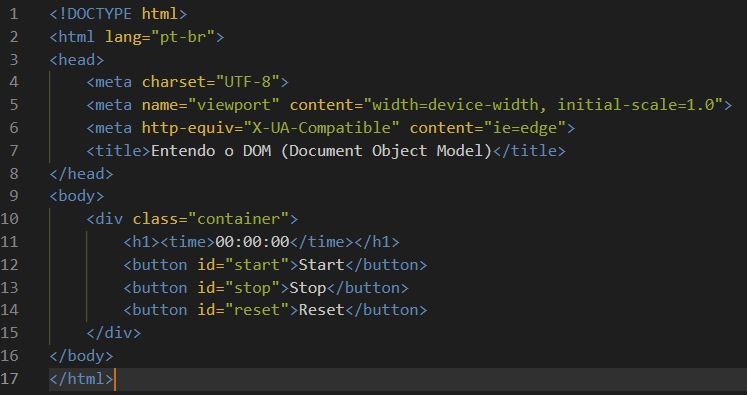 1 <!DOCTYPE html>
2 <html lang="pt-br">
3 <head>
4     <meta charset="UTF-8">
5     <meta name="viewport" content="width=device-width, initial-scale=1.0">
6     <meta http-equiv="X-UA-Compatible" content="ie=edge">
7     <title>Entendo o DOM (Document Object Model)</title>
8 </head>
9 <body>
10     <div class="container">
11         <h1><time>00:00:00</time></h1>
12         <button id="start">Start</button>
13         <button id="stop">Stop</button>
14         <button id="reset">Reset</button>
15     </div>
16 </body>
17 </html>